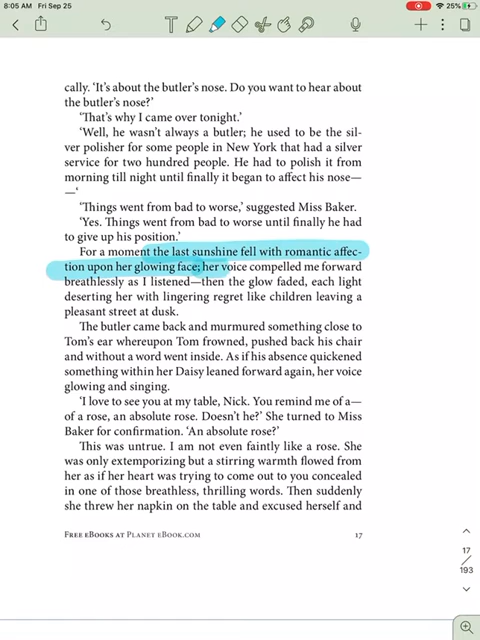 8:05 AM Fri Sep 25
25%
cally. ‘It’s about the butler’s nose. Do you want to hear about
the butler’s nose?’
‘That’s why I came over tonight.’
‘Well, he wasn’t always a butler; he used to be the sil-
ver polisher for some people in New York that had a silver
service for two hundred people. He had to polish it from
morning till night until finally it began to affect his nose—
—‘
‘Things went from bad to worse,’ suggested Miss Baker.
‘Yes. Things went from bad to worse until finally he had
to give up his position.’
For a moment the last sunshine fell with romantic affec-
tion upon her glowing face; her voice compelled me forward
breathlessly as I listened—then the glow faded, each light
deserting her with lingering regret like children leaving a
pleasant street at dusk.
The butler came back and murmured something close to
Tom’s ear whereupon Tom frowned, pushed back his chair
and without a word went inside. As if his absence quickened
something within her Daisy leaned forward again, her voice
glowing and singing.
‘I love to see you at my table, Nick. You remind me of a—
of a rose, an absolute rose. Doesn’t he?’ She turned to Miss
Baker for confirmation. ‘An absolute rose?’
This was untrue. I am not even faintly like a rose. She
was only extemporizing but a stirring warmth flowed from
her as if her heart was trying to come out to you concealed
in one of those breathless, thrilling words. Then suddenly
she threw her napkin on the table and excused herself and
Free eBooks at Planet eBook.com 17
17
193